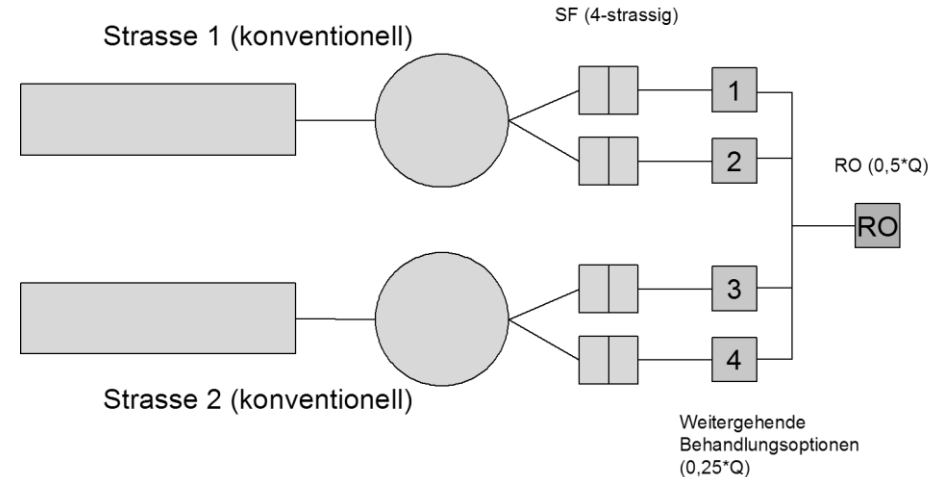 SF (4-strassig)
Strasse 1 (konventionell)
1
2
RO (0,5*Q)
RO
3
4
Strasse 2 (konventionell)
Weitergehende
Behandlungsoptionen
(0,25*Q)